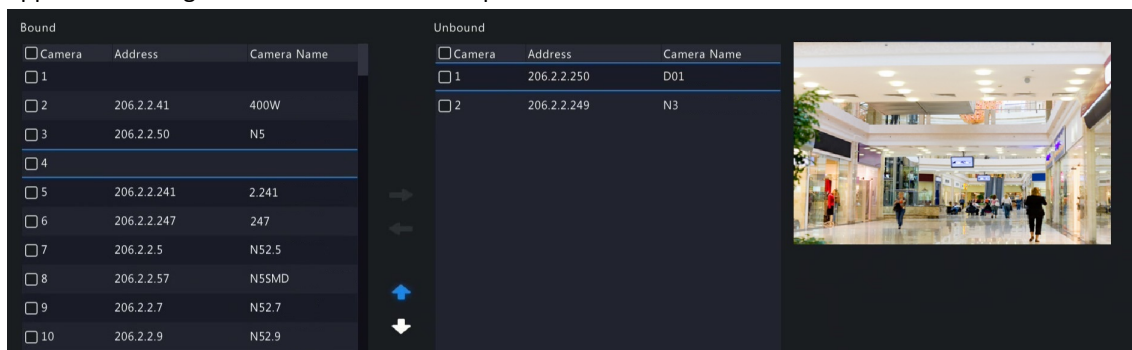 Bound
Camera Address Camera Name
1
2 206.2.2.41 400W
3 206.2.2.50 N5
4
5 206.2.2.241 2.241
6 206.2.2.247 247
7 206.2.2.5 N52.5
8 206.2.2.57 N5SMD
9 206.2.2.7 N52.7
10 206.2.2.9 N52.9
Unbound
Camera Address Camera Name
1 206.2.2.250 D01
2 206.2.2.249 N3